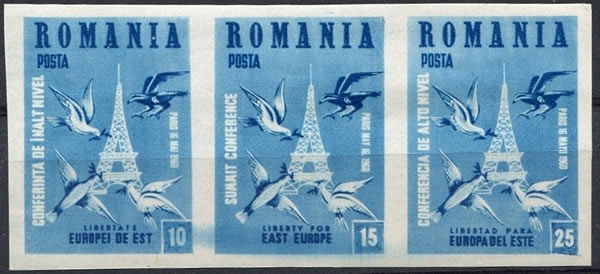 ROMANIA
POSTA
CONFERINTA DE INALT NIVEL
PARIS 16 MAI 1960
LIBERTATE
EUROPEI DE EST
10
ROMANIA
POSTA
SUMMIT CONFERENCE
PARIS MAY 16 1960
LIBERTY FOR
EAST EUROPE
15
ROMANIA
POSTA
CONFERENCIA DE ALTO NIVEL
PARIS 16 MAYO 1960
LIBERTAD PARA
EUROPA DEL ESTE
25